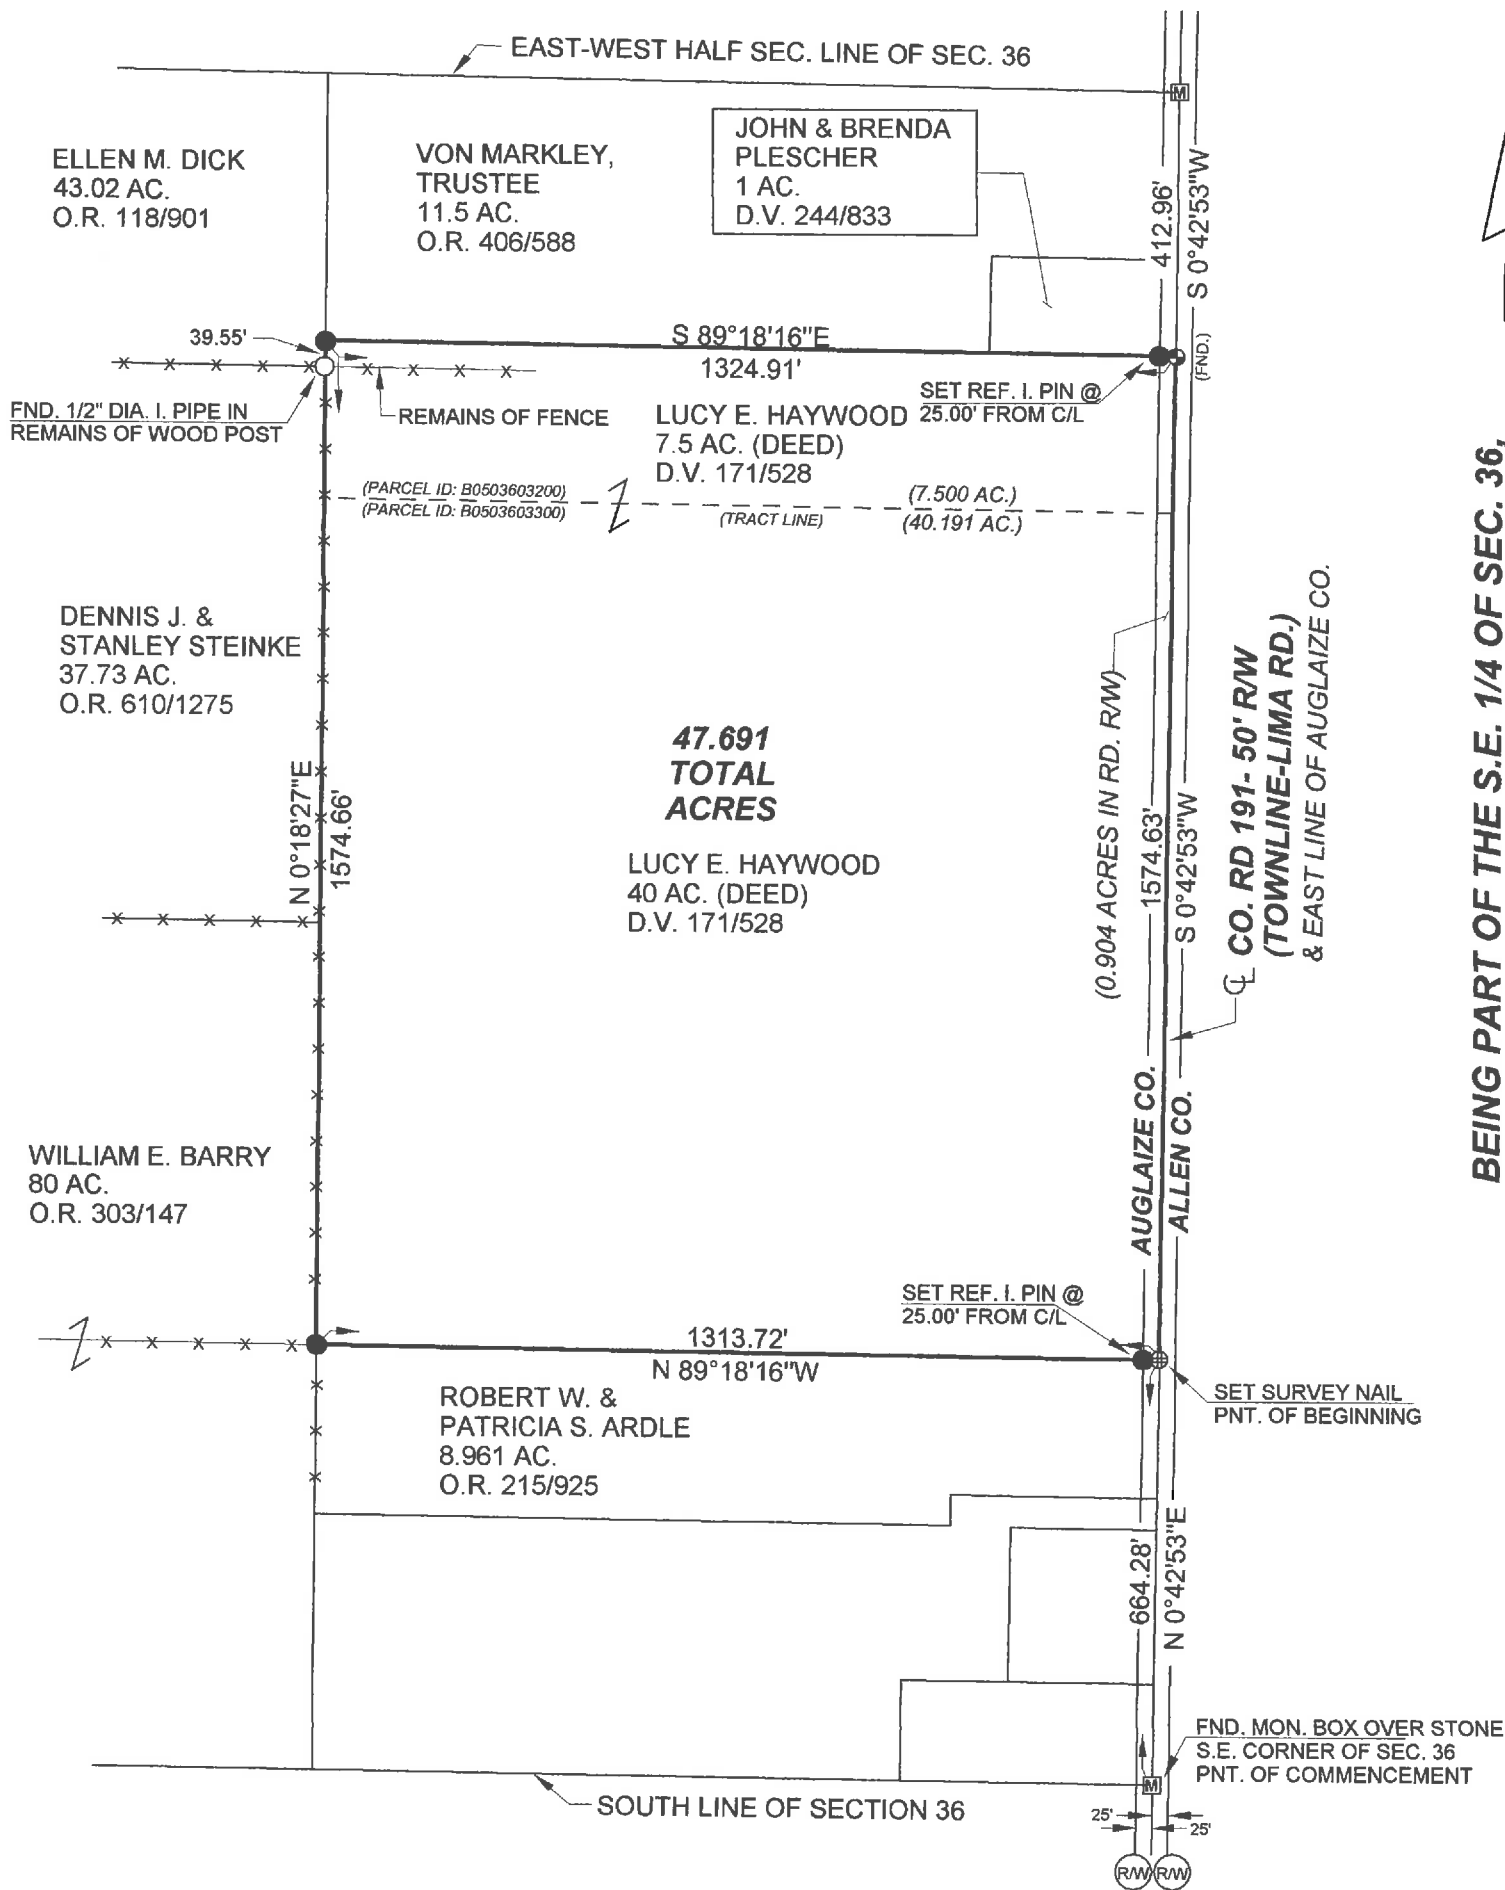 EAST-WEST HALF SEC. LINE OF SEC. 36
M
ELLEN M. DICK
43.02 AC.
O.R. 118/901
VON MARKLEY,
TRUSTEE
11.5 AC.
O.R. 406/588
JOHN & BRENDA
PLESCHER
1 AC.
D.V. 244/833
412.96'
S 0°42'53"W
39.55'
S 89°18'16"E
1324.91'
(FND.)
SET REF. I. PIN @
25.00' FROM C/L
FND. 1/2" DIA. I. PIPE IN
REMAINS OF WOOD POST
REMAINS OF FENCE
LUCY E. HAYWOOD
7.5 AC. (DEED)
D.V. 171/528
(PARCEL ID: B0503603200)
(PARCEL ID: B0503603300)
(TRACT LINE)
(7.500 AC.)
(40.191 AC.)
DENNIS J. &
STANLEY STEINKE
37.73 AC.
O.R. 610/1275
N 0°18'27"E
1574.66'
47.691
TOTAL
ACRES
LUCY E. HAYWOOD
40 AC. (DEED)
D.V. 171/528
(0.904 ACRES IN RD. R/W)
1574.63'
S 0°42'53"W
CO. RD 191- 50' R/W
(TOWNLINE-LIMA RD.)
& EAST LINE OF AUGLAIZE CO.
BEING PART OF THE S.E. 1/4 OF SEC. 36,
AUGLAIZE CO.
ALLEN CO.
WILLIAM E. BARRY
80 AC.
O.R. 303/147
SET REF. I. PIN @
25.00' FROM C/L
1313.72'
N 89°18'16"W
SET SURVEY NAIL
PNT. OF BEGINNING
ROBERT W. &
PATRICIA S. ARDLE
8.961 AC.
O.R. 215/925
664.28'
N 0°42'53"E
FND. MON. BOX OVER STONE
S.E. CORNER OF SEC. 36
PNT. OF COMMENCEMENT
M
SOUTH LINE OF SECTION 36
25'
25'
R/W
R/W